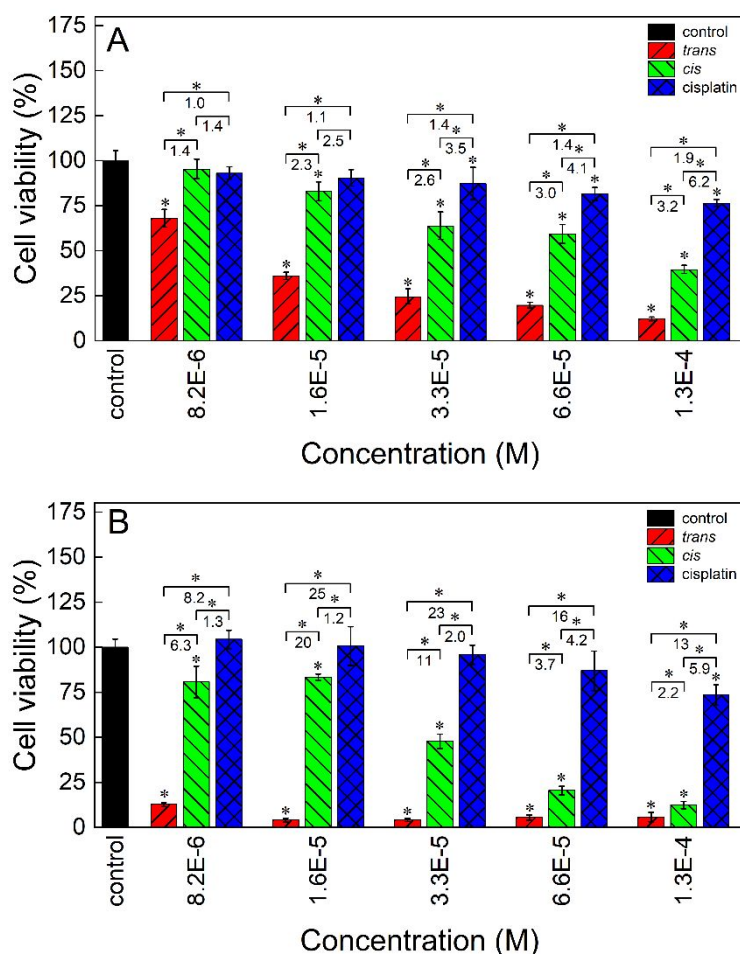 A
control
trans
cis
cisplatin
Cell viability (%)
175
150
125
100
75
50
25
0
* 1.0
* 1.4
* 1.4
*
* 1.1
* 2.3
* 2.5
* *
* 1.4
* 2.6
* 3.5
* * *
* 1.4
* 3.0
* 4.1
* * *
* 1.9
* 3.2
* 6.2
* * *
control
8.2E-6
1.6E-5
3.3E-5
6.6E-5
1.3E-4
Concentration (M)
B
control
trans
cis
cisplatin
Cell viability (%)
175
150
125
100
75
50
25
0
* 8.2
* 6.3
* 1.3
* *
* 25
* 20
* 1.2
* *
* 23
* 11
* 2.0
* *
* 16
* 3.7
* 4.2
* *
* 13
* 2.2
* 5.9
* * *
control
8.2E-6
1.6E-5
3.3E-5
6.6E-5
1.3E-4
Concentration (M)